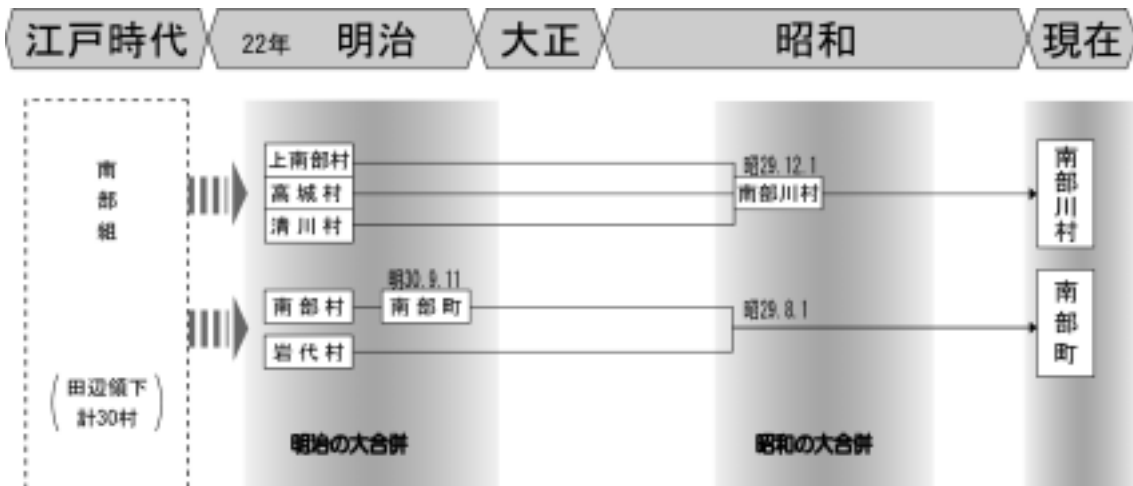 江戸時代
22年 明治
大正
昭和
現在
南部組
(田辺領下
計30村)
上南部村
高城村
清川村
昭29.12.1
南部川村
南部川村
明30.9.11
南部村
南部町
岩代村
昭29.8.1
南部町
明治の大合併
昭和の大合併